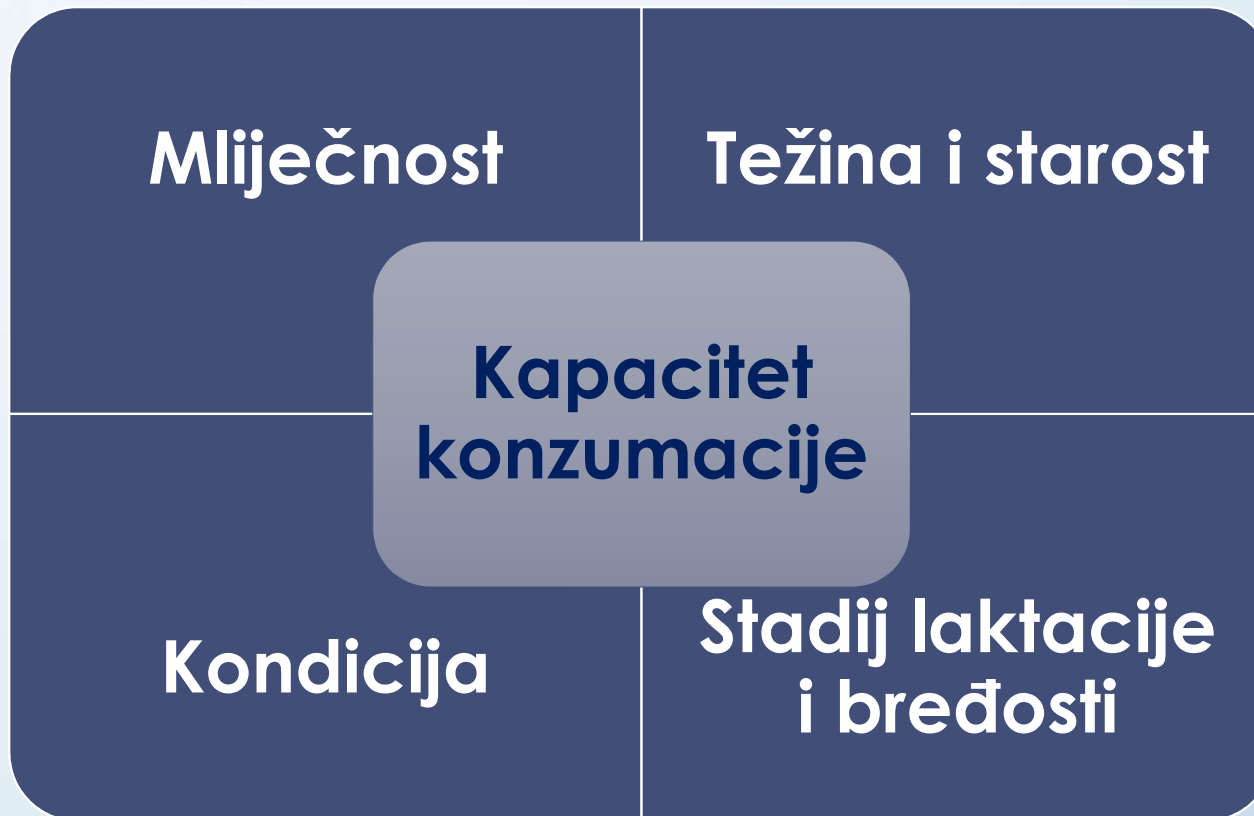 Mliječnost
Težina i starost
Kapacitet
konzumacije
Kondicija
Stadij laktacije
i bređosti